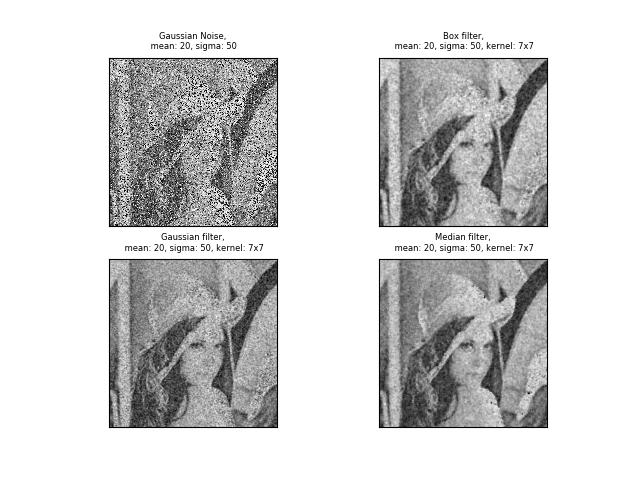 Gaussian Noise,
mean: 20, sigma: 50
Box filter,
mean: 20, sigma: 50, kernel: 7x7
Gaussian filter,
mean: 20, sigma: 50, kernel: 7x7
Median filter,
mean: 20, sigma: 50, kernel: 7x7